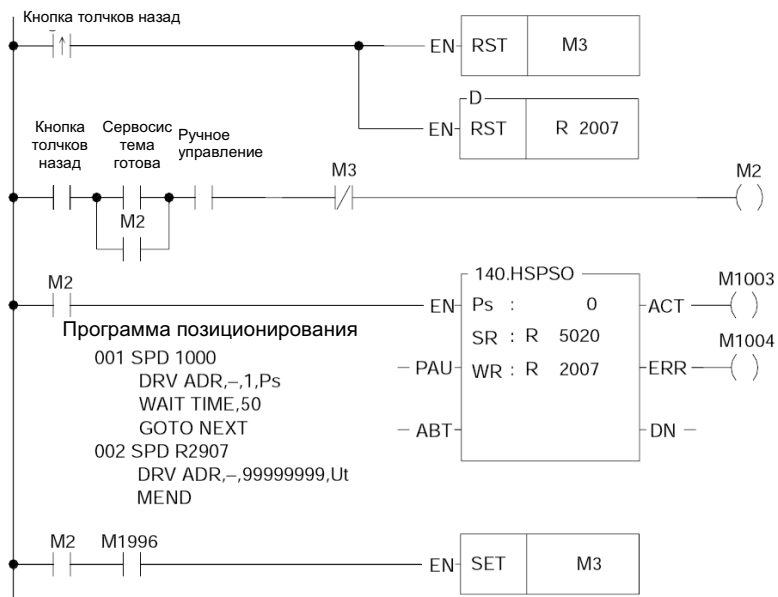 Кнопка толчков назад
EN RST M3
D
EN RST R 2007
Кнопка
толчков
назад
Сервосис
тема
готова
Ручное
управление
M3
M2
M2
M2
140.HSPSO
M1003
EN Ps : 0 ACT
M1004
SR : R 5020
PAU WR : R 2007 ERR
ABT DN
Программа позиционирования
001 SPD 1000
DRV ADR,–,1,Ps
WAIT TIME,50
GOTO NEXT
002 SPD R2907
DRV ADR,–,99999999,Ut
MEND
M2 M1996
EN SET M3